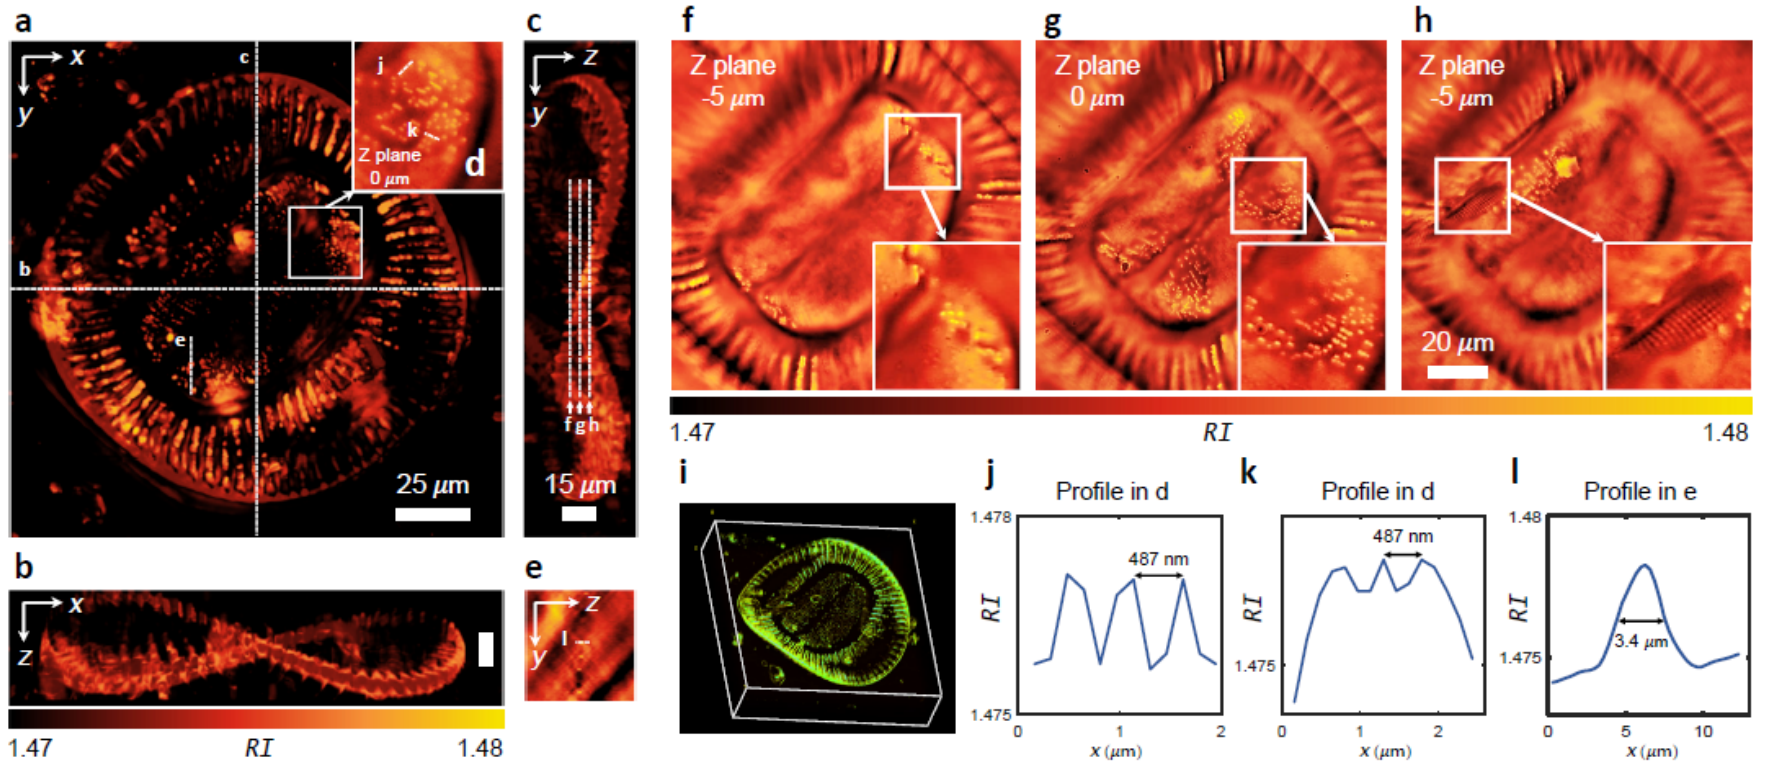 a
x
y
c
b
e
j
k
Z plane
0 μm
d
25 μm
c
z
y
f g h
15 μm
f
Z plane
-5 μm
g
Z plane
0 μm
h
Z plane
-5 μm
20 μm
1.47 RI 1.48
b
x
z
1.47 RI 1.48
e
z
y
l
i
j
Profile in d
1.478
487 nm
RI
1.475
0 1 2
x (μm)
k
Profile in d
487 nm
RI
1.475
0 1 2
x (μm)
l
Profile in e
1.48
RI
3.4 μm
1.475
0 5 10
x (μm)